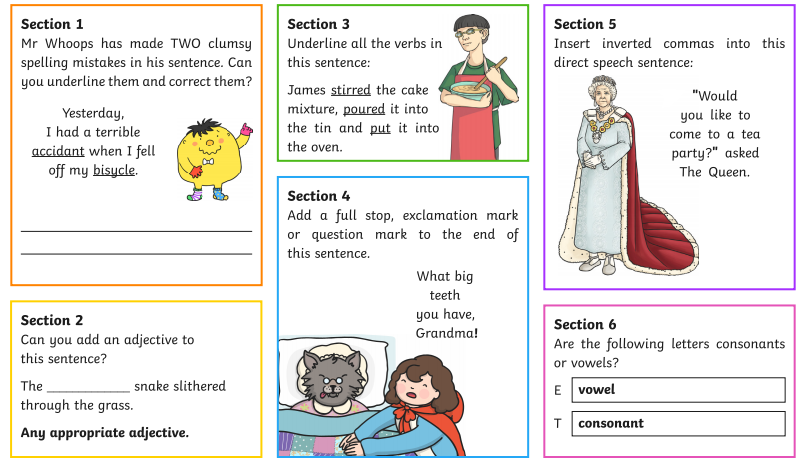 Section 1
Mr Whoops has made TWO clumsy
spelling mistakes in his sentence. Can
you underline them and correct them?
Yesterday,
I had a terrible
accidant when I fell
off my bisycle.
Section 2
Can you add an adjective to
this sentence?
The ____________ snake slithered
through the grass.
Any appropriate adjective.
Section 3
Underline all the verbs in
this sentence:
James stirred the cake
mixture, poured it into
the tin and put it into
the oven.
Section 4
Add a full stop, exclamation mark
or question mark to the end of
this sentence.
What big
teeth
you have,
Grandma!
Section 5
Insert inverted commas into this
direct speech sentence:
"Would
you like to
come to a tea
party?" asked
The Queen.
Section 6
Are the following letters consonants
or vowels?
E vowel
T consonant